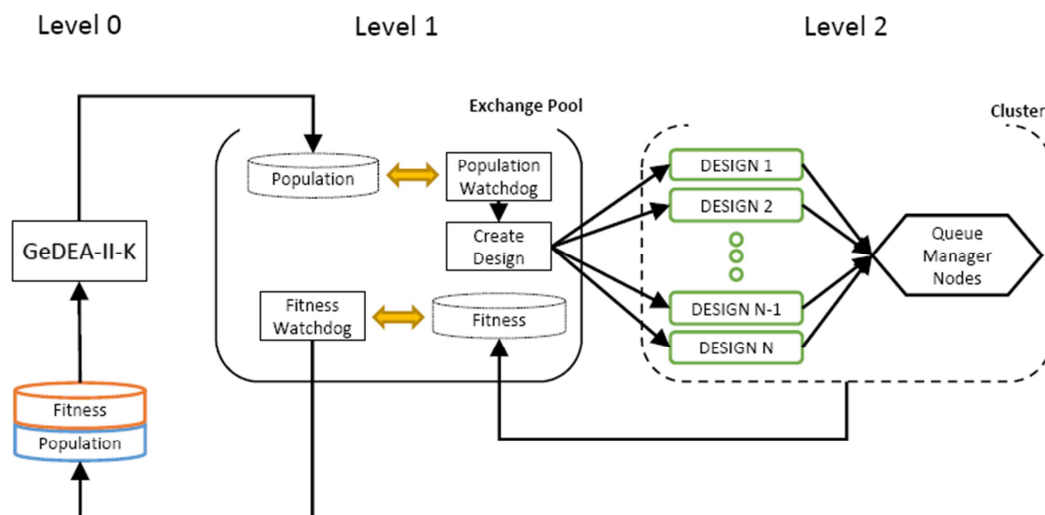 Level 0
Level 1
Level 2
Exchange Pool
Cluster
Population
Population
Watchdog
Create
Design
Fitness
Watchdog
Fitness
GeDEA-II-K
Fitness
Population
DESIGN 1
DESIGN 2
DESIGN N-1
DESIGN N
Queue
Manager
Nodes